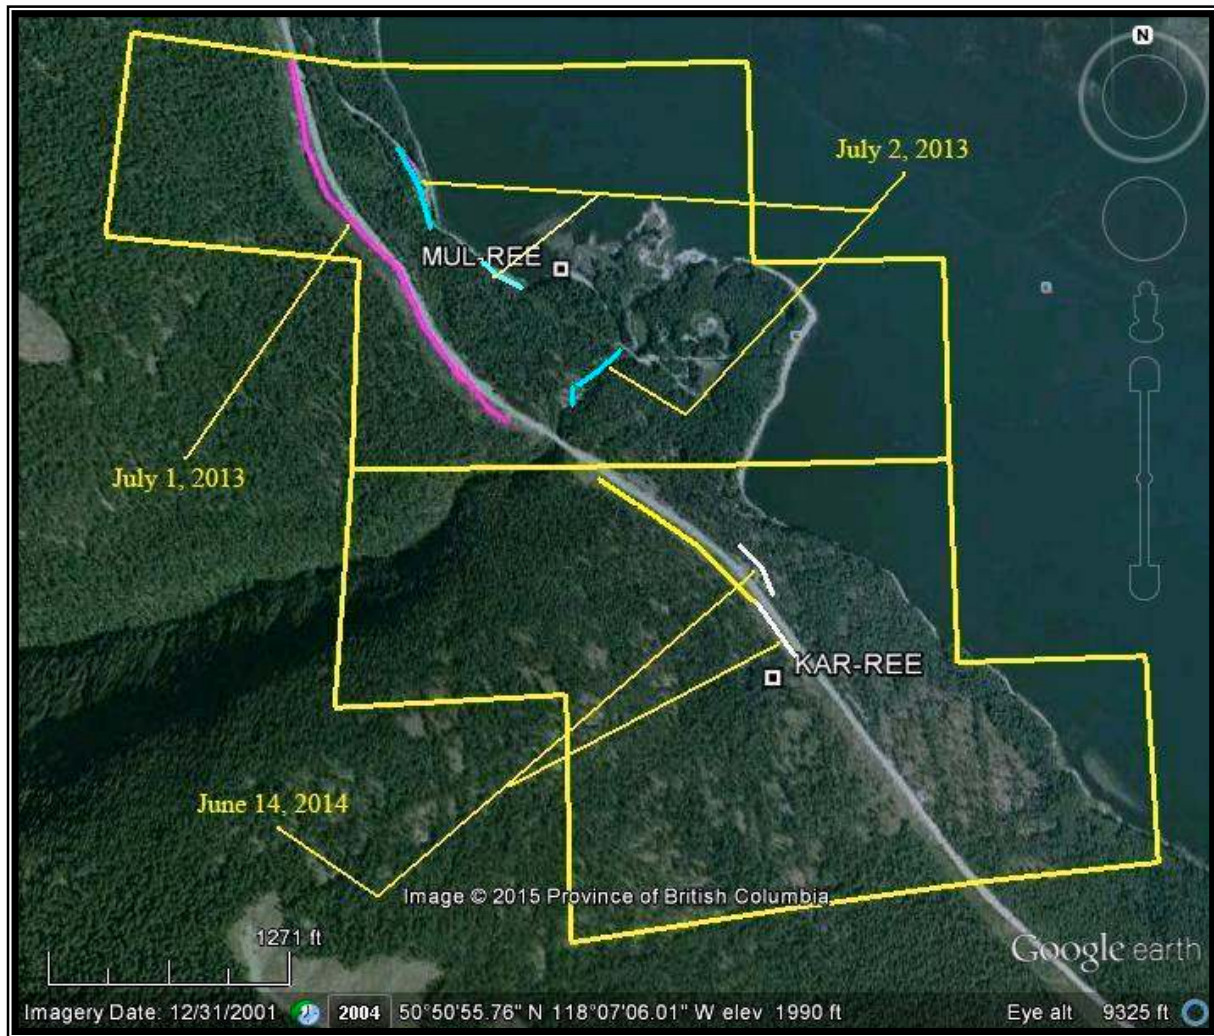 N
July 2, 2013
MUL-REE
July 1, 2013
KAR-REE
June 14, 2014
Image © 2015 Province of British Columbia
1271 ft
Google earth
Imagery Date: 12/31/2001 2004 50°50'55.76" N 118°07'06.01" W elev 1990 ft Eye alt 9325 ft